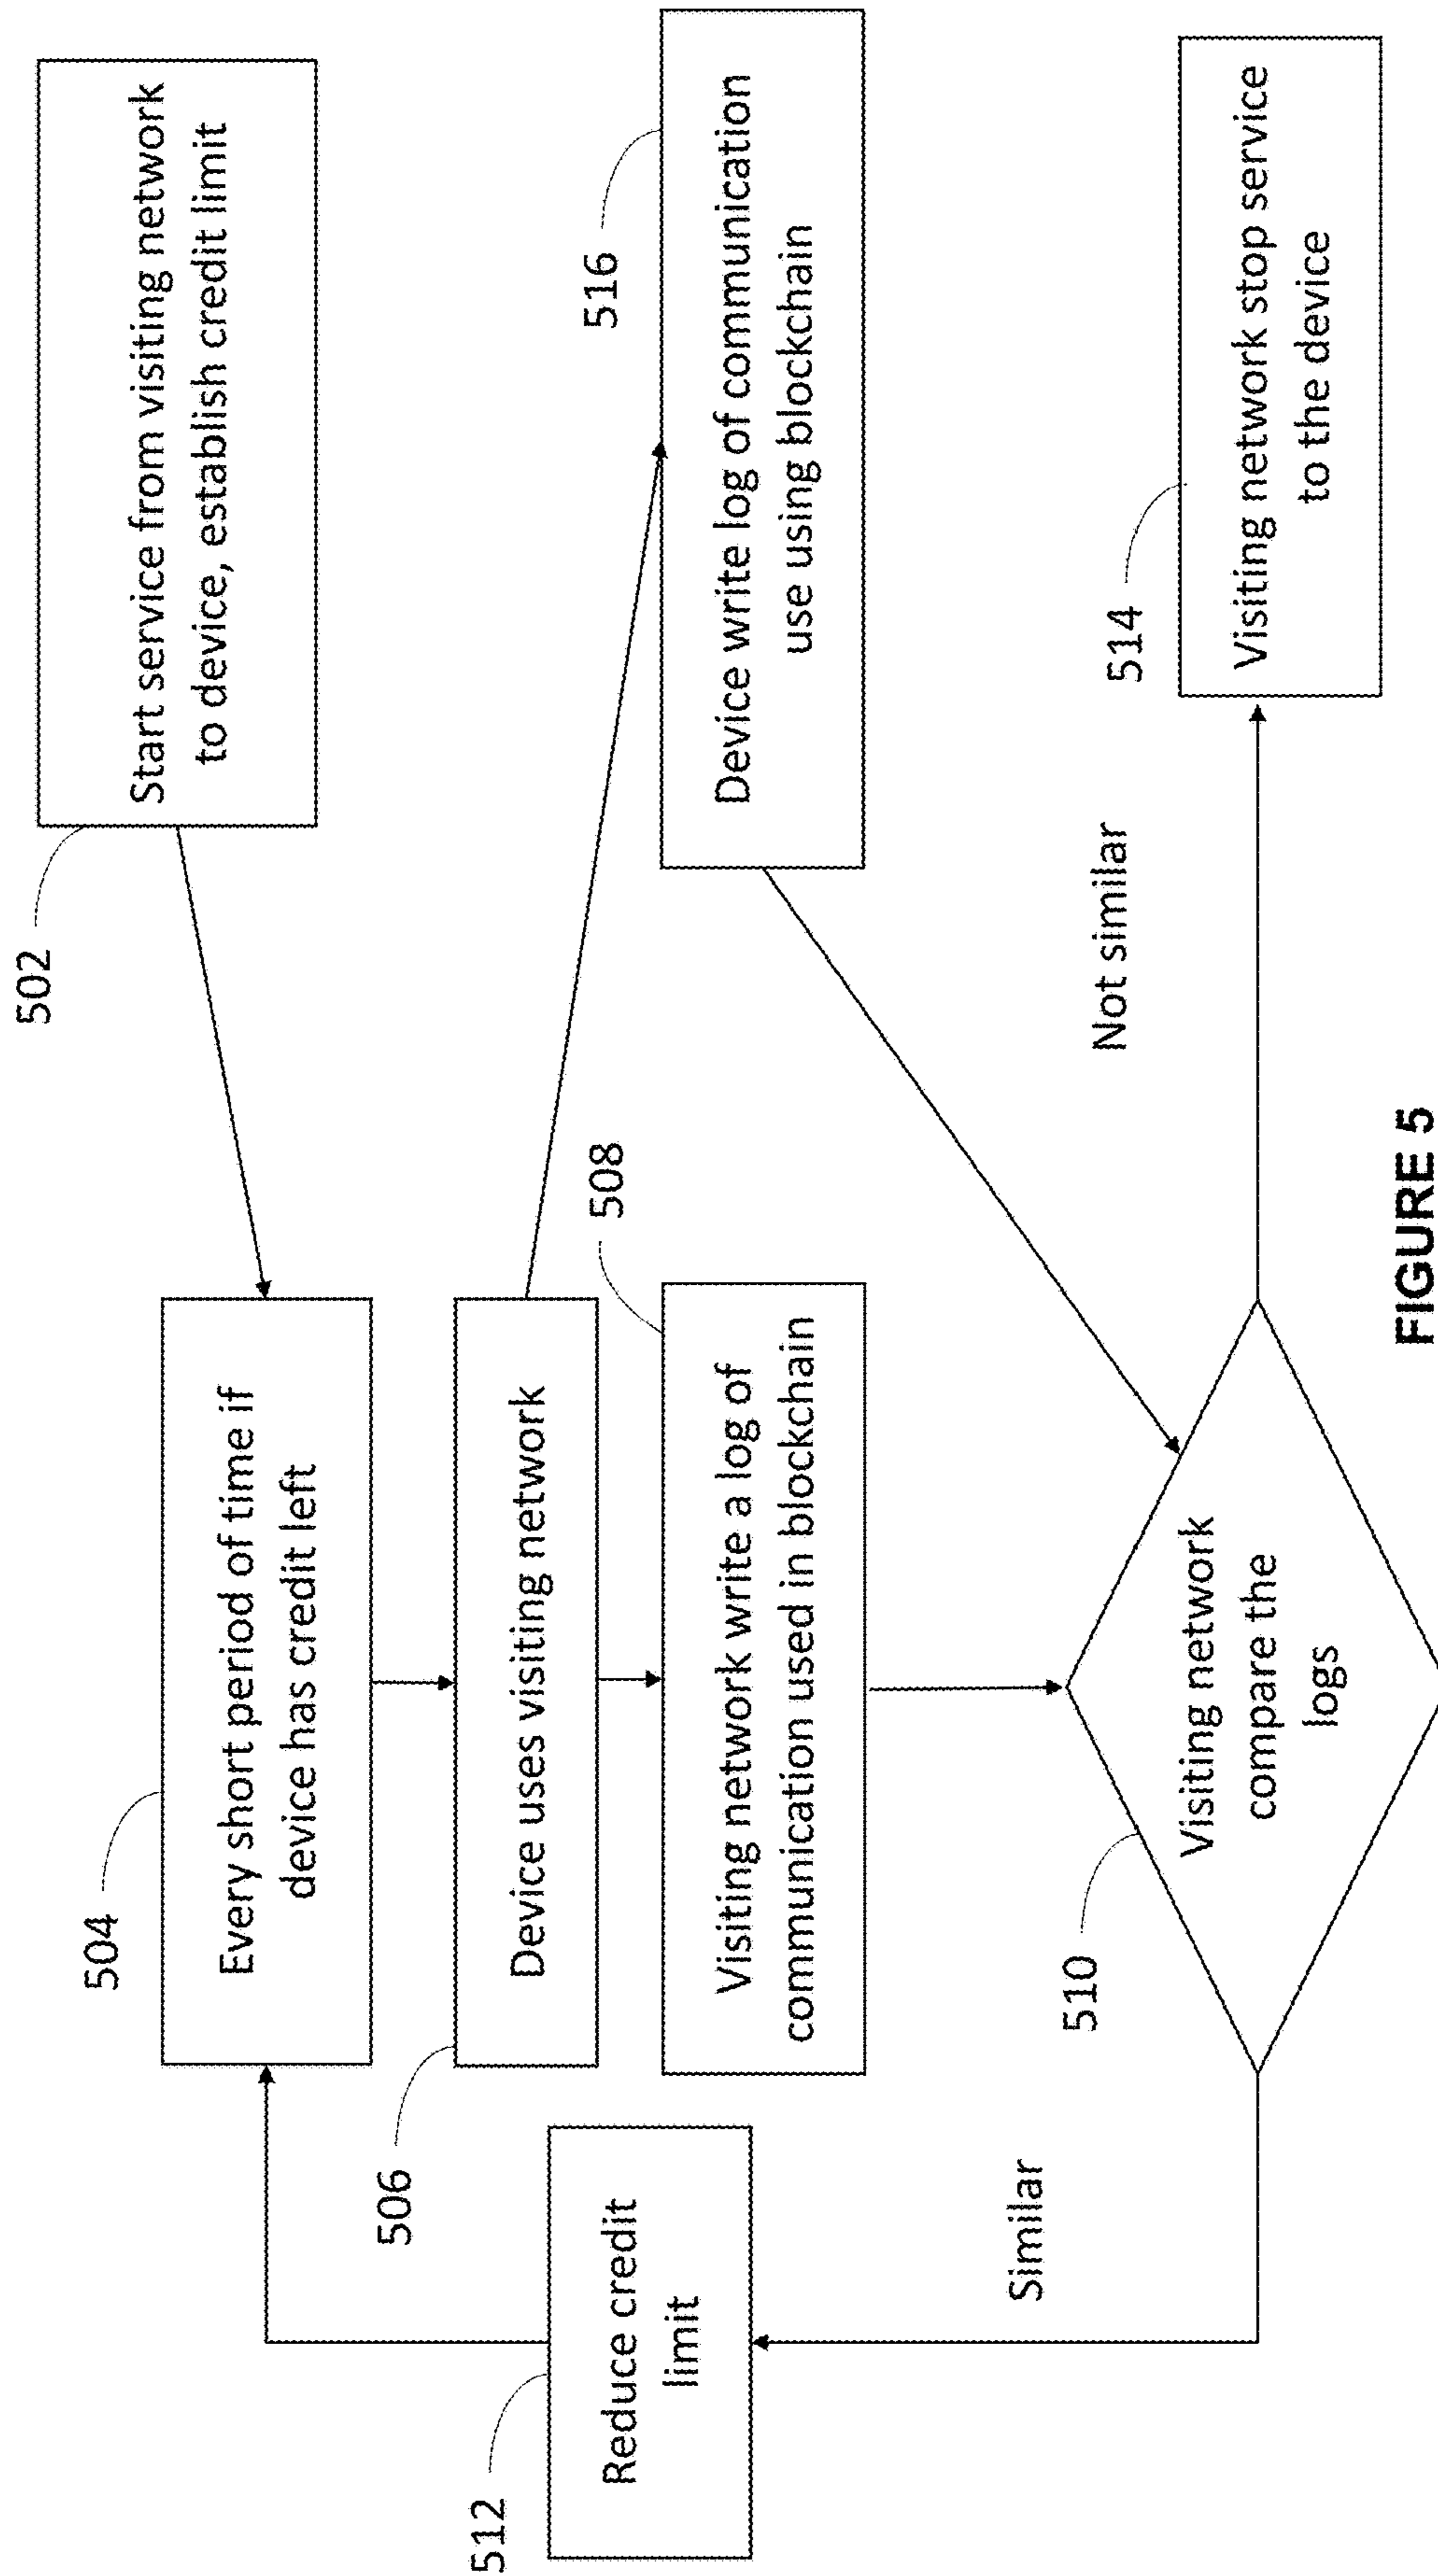 502
Start service from visiting network
to device, establish credit limit
504
Every short period of time if
device has credit left
506
Device uses visiting network
508
Visiting network write a log of
communication used in blockchain
516
Device write log of communication
use using blockchain
512
Reduce credit
limit
510
Visiting network
compare the
logs
Similar
Not similar
514
Visiting network stop service
to the device
FIGURE 5